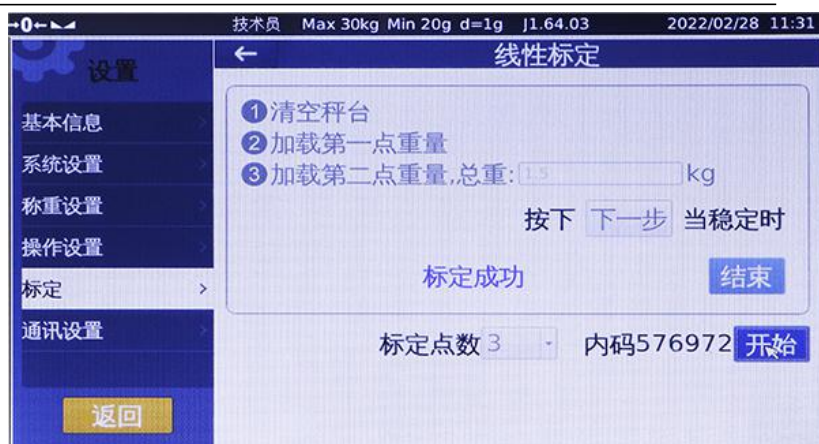 →0← 技术员 Max 30kg Min 20g d=1g J1.64.03 2022/02/28 11:31
设置
← 线性标定
基本信息
系统设置
称重设置
操作设置
标定 >
通讯设置
返回
❶清空秤台
❷加载第一点重量
❸加载第二点重量,总重: 1.5 kg
按下 下一步 当稳定时
标定成功 结束
标定点数 3 内码576972 开始